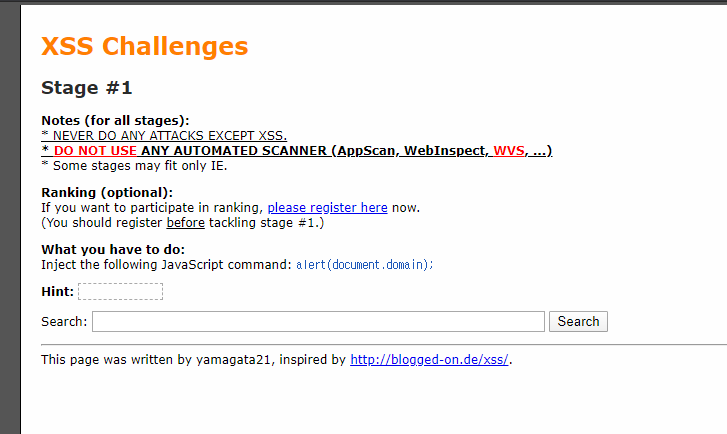 XSS Challenges
Stage #1
Notes (for all stages):
* NEVER DO ANY ATTACKS EXCEPT XSS.
* DO NOT USE ANY AUTOMATED SCANNER (AppScan, WebInspect, WVS, ...)
* Some stages may fit only IE.
Ranking (optional):
If you want to participate in ranking, please register here now.
(You should register before tackling stage #1.)
What you have to do:
Inject the following JavaScript command: alert(document.domain);
Hint:
Search: Search
This page was written by yamagata21, inspired by http://blogged-on.de/xss/.